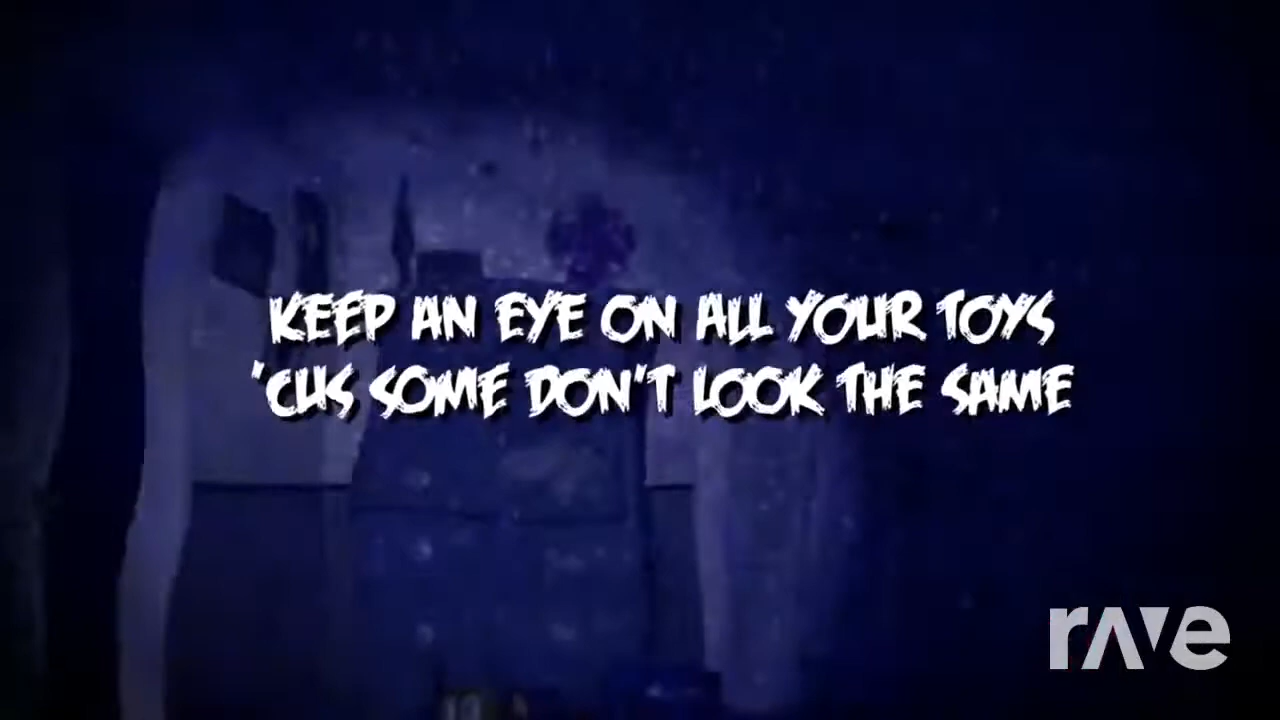 KEEP AN EYE ON ALL YOUR TOYS
'CUS SOME DON'T LOOK THE SAME
rave